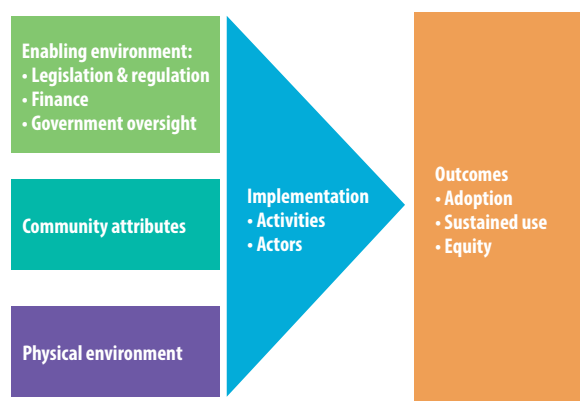 Enabling environment:
• Legislation & regulation
• Finance
• Government oversight
Community attributes
Physical environment
Implementation
• Activities
• Actors
Outcomes
• Adoption
• Sustained use
• Equity